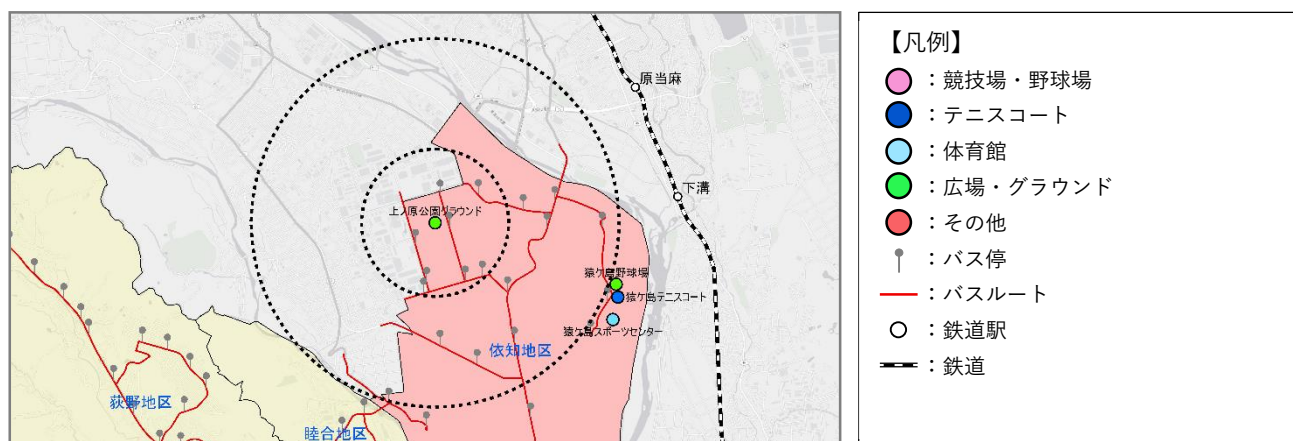 原当麻
下溝
上ノ原公園グラウンド
猿ケ島野球場
猿ケ島テニスコート
猿ケ島スポーツセンター
依知地区
荻野地区
睦合地区
【凡例】
：競技場・野球場
：テニスコート
：体育館
：広場・グラウンド
：その他
：バス停
：バスルート
：鉄道駅
：鉄道